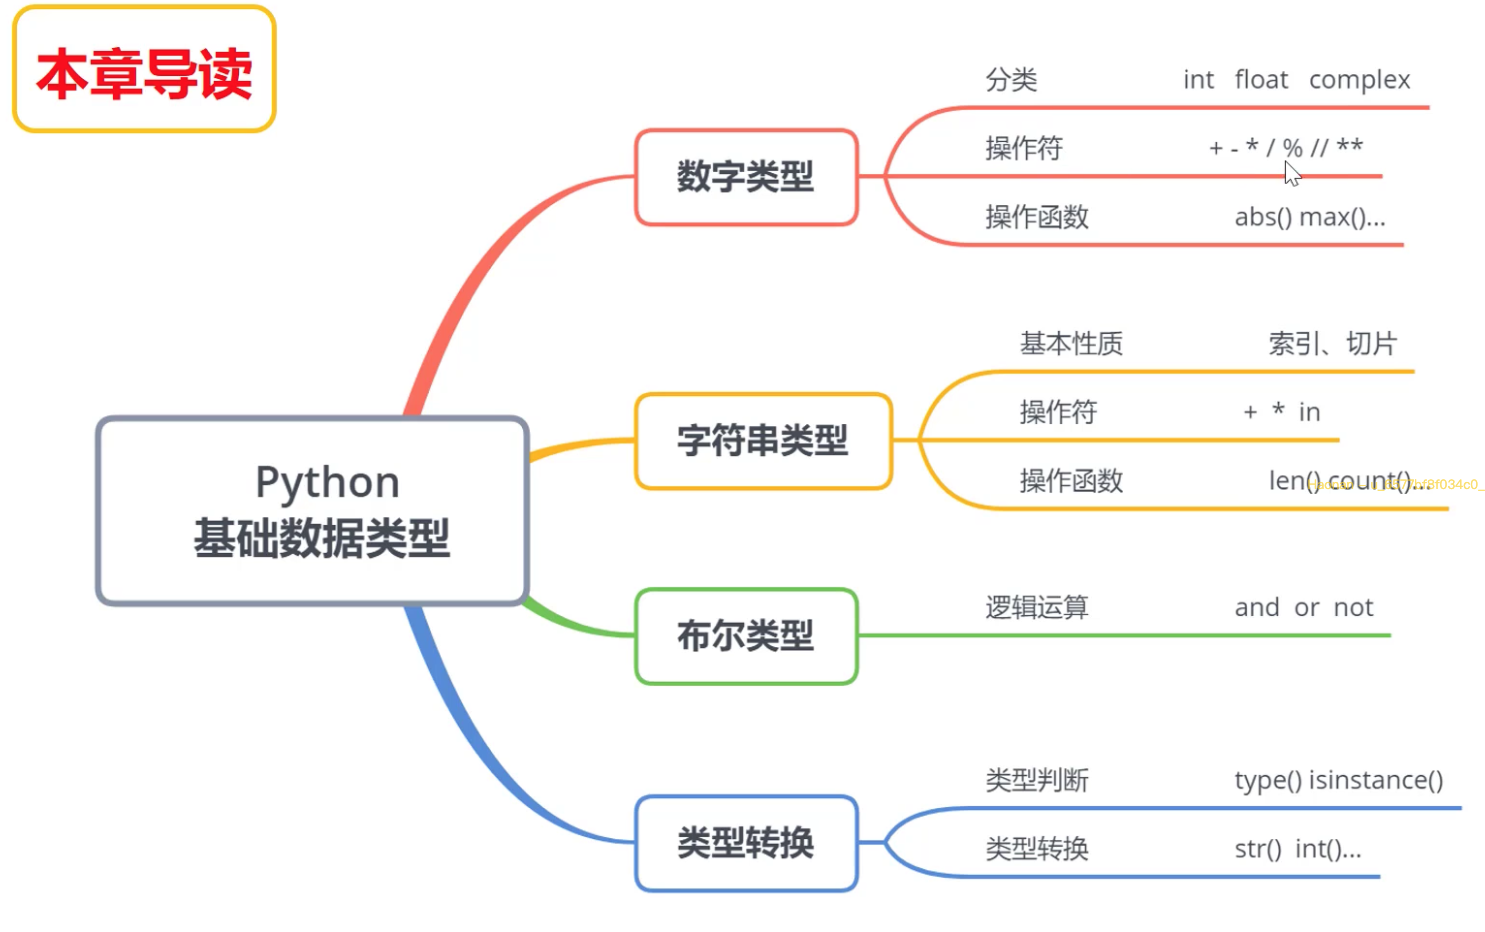 本章导读
Python
基础数据类型
数字类型
分类 int float complex
操作符 + - * / % // **
操作函数 abs() max()...
字符串类型
基本性质 索引、切片
操作符 + * in
操作函数 len() count()...
布尔类型
逻辑运算 and or not
类型转换
类型判断 type() isinstance()
类型转换 str() int()...